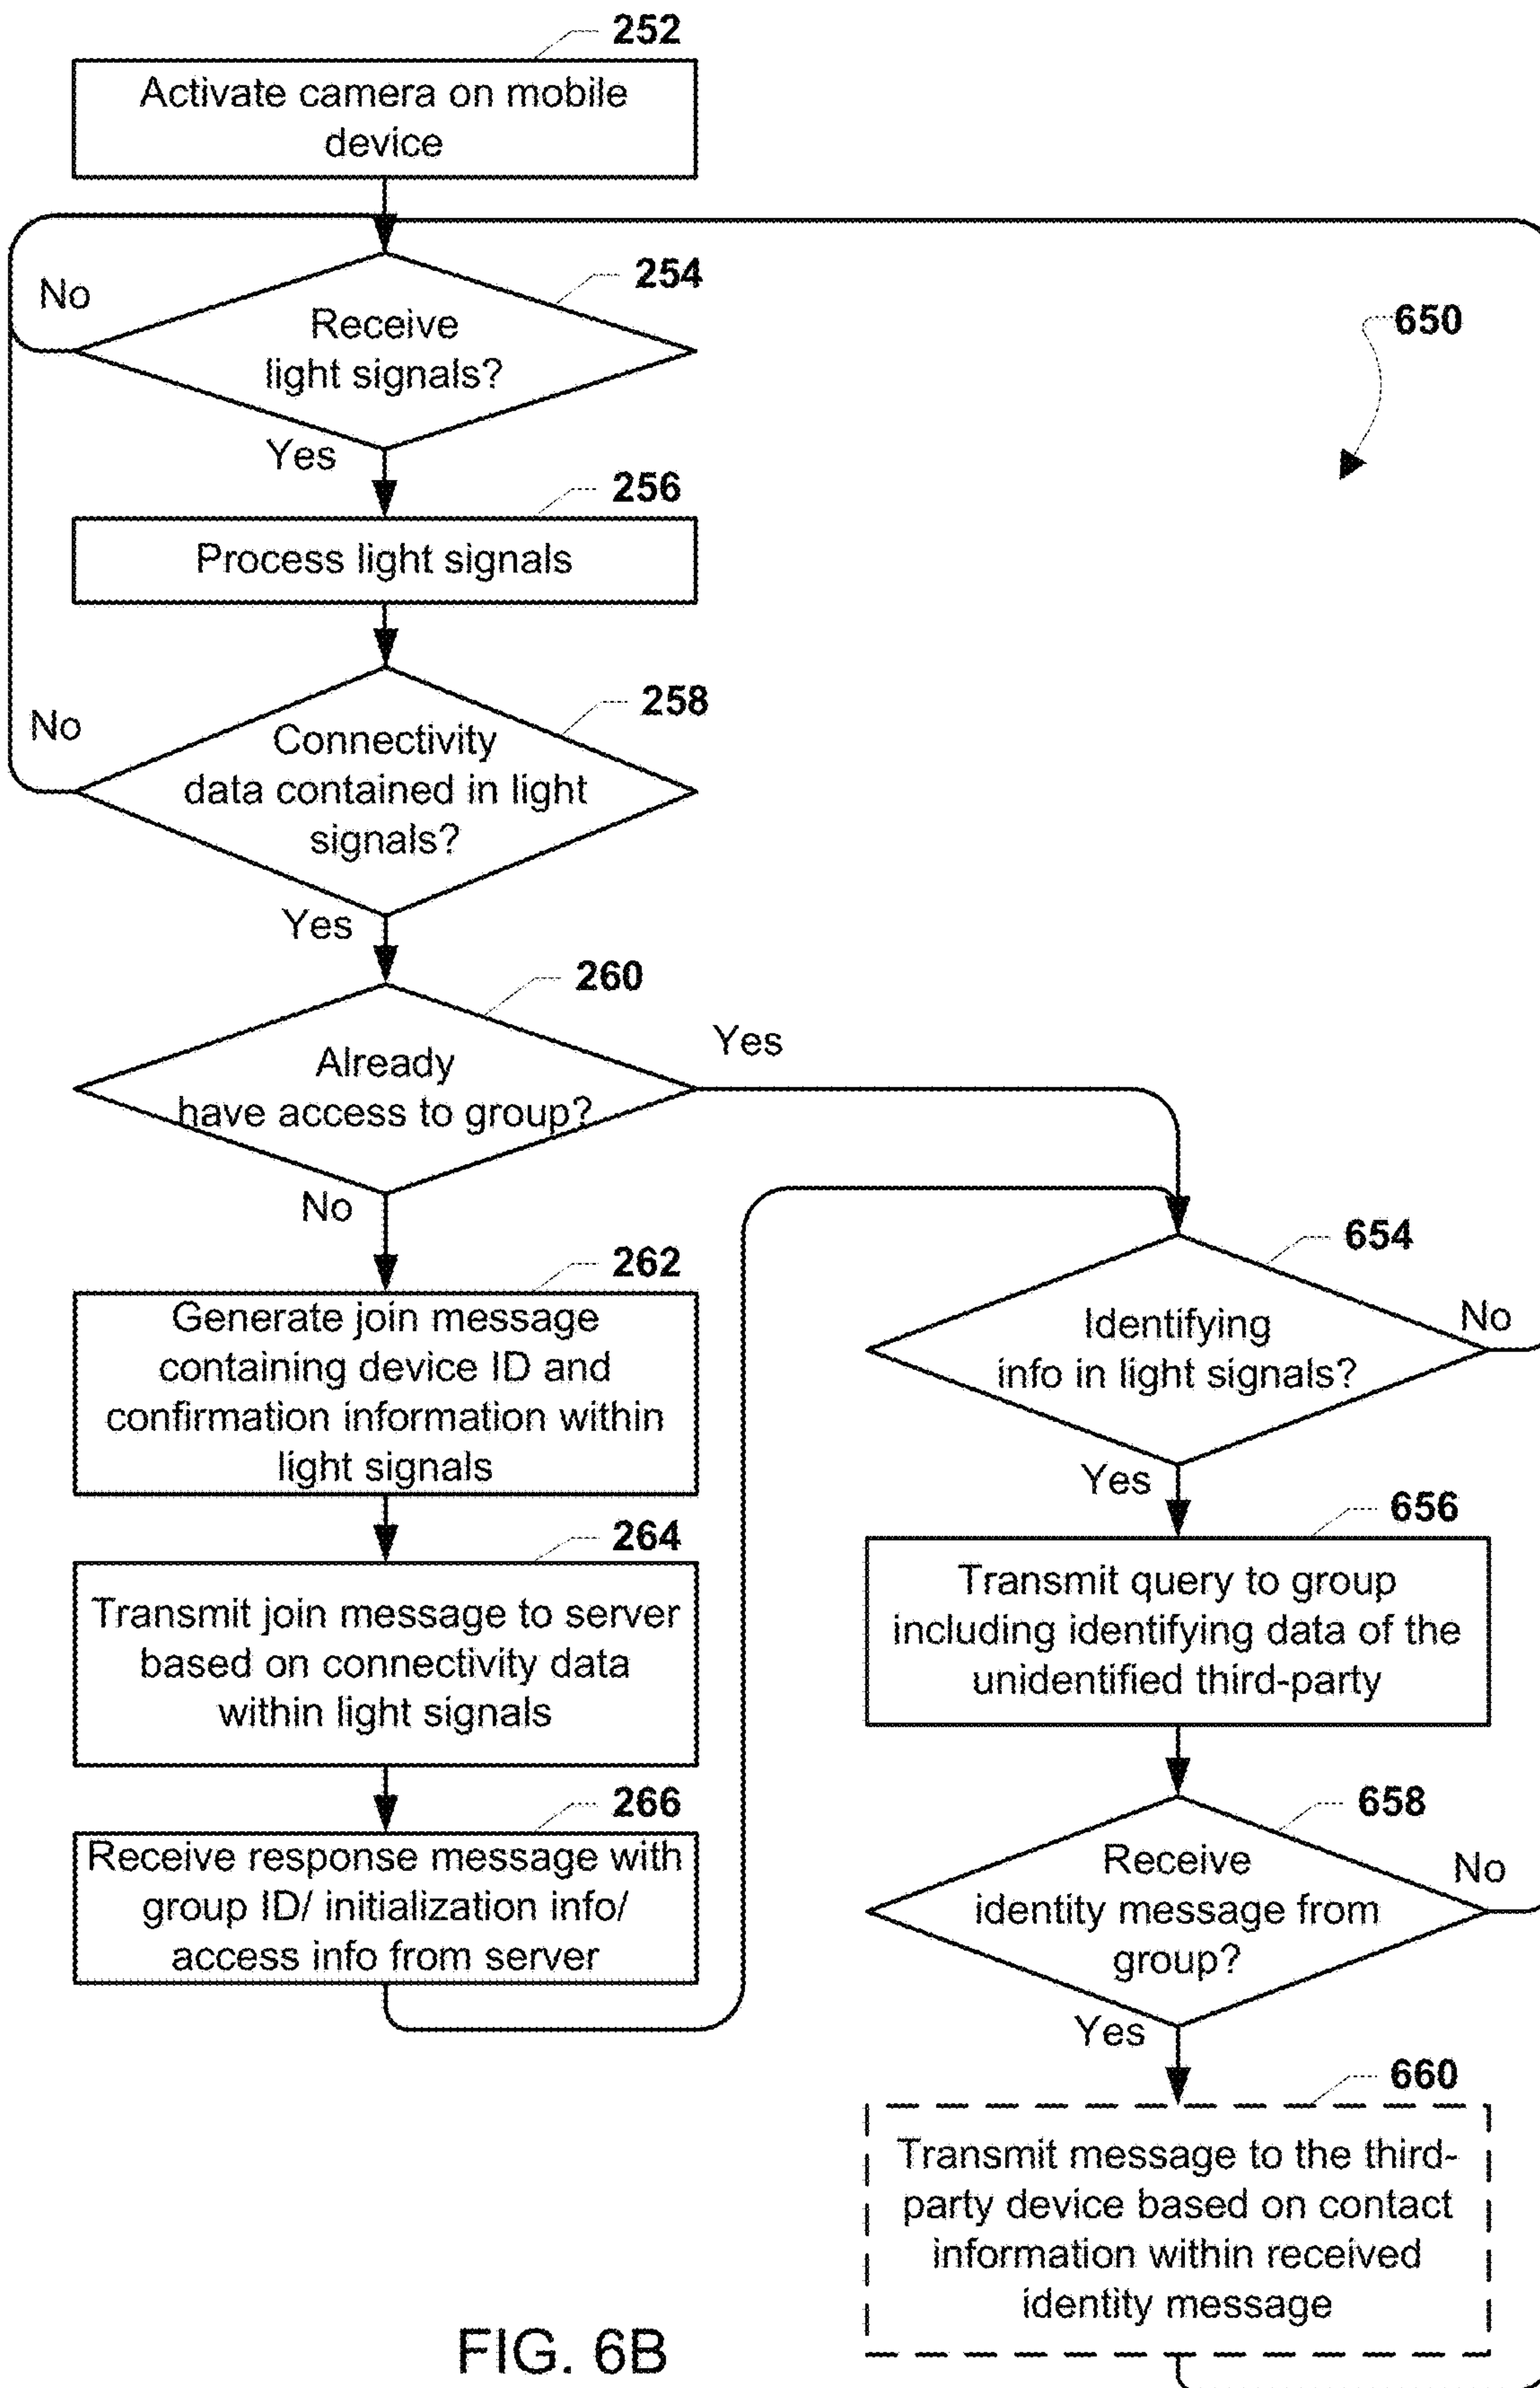 252
Activate camera on mobile
device
254
No
Receive
light signals?
650
Yes
256
Process light signals
258
No
Connectivity
data contained in light
signals?
Yes
260
Already
have access to group?
Yes
No
262
Generate join message
containing device ID and
confirmation information within
light signals
264
Transmit join message to server
based on connectivity data
within light signals
266
Receive response message with
group ID/ initialization info/
access info from server
654
Identifying
info in light signals?
No
Yes
656
Transmit query to group
including identifying data of the
unidentified third-party
658
Receive
identity message from
group?
No
Yes
660
Transmit message to the third-
party device based on contact
information within received
identity message
FIG. 6B